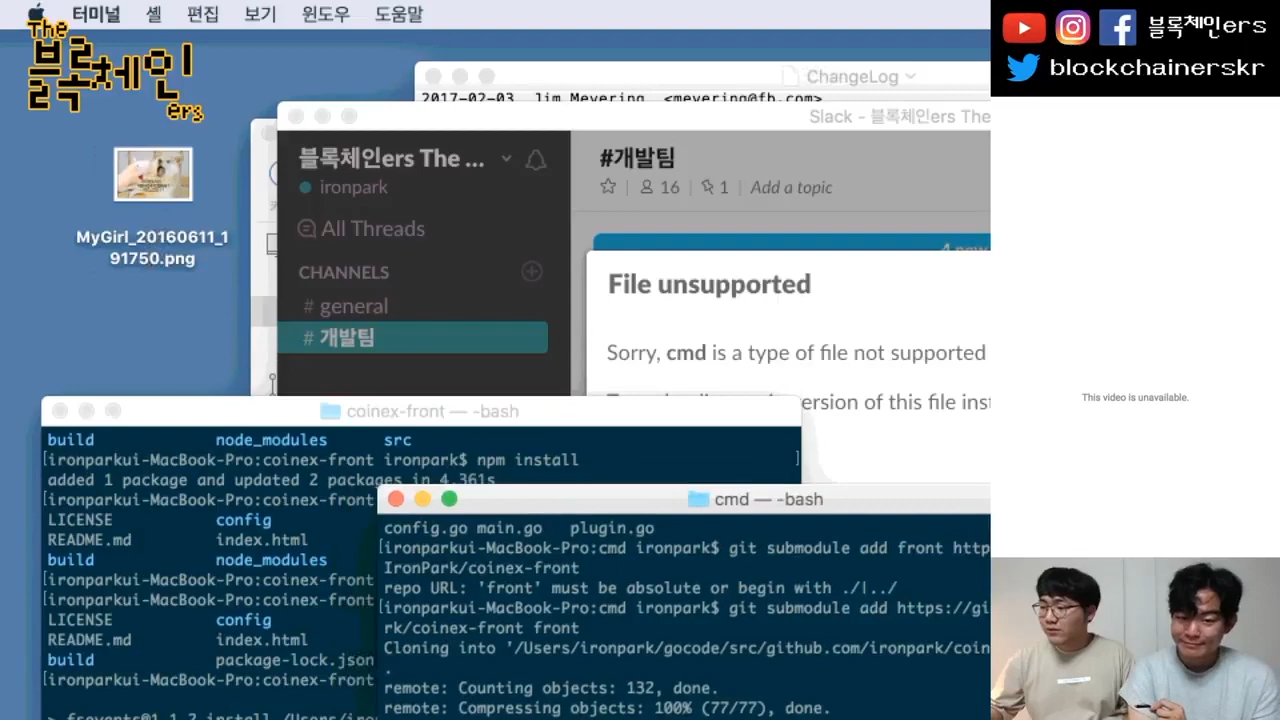 터미널 셸 편집 보기 윈도우 도움말
The
블록체인
ers
블록체인ers
blockchainerskr
MyGirl_20160611_1
91750.png
ChangeLog
2017-02-03 Jim Meyering <meyering@fb.com>
Slack - 블록체인ers The
블록체인ers The ...
ironpark
All Threads
CHANNELS
# general
# 개발팀
#개발팀
16
1
Add a topic
4 new
File unsupported
Sorry, cmd is a type of file not supported
ersion of this file inst
This video is unavailable.
coinex-front — -bash
build node_modules src
[ironparkui-MacBook-Pro:coinex-front ironpark$ npm install ]
added 1 package and updated 2 packages in 4.361s
[ironparkui-MacBook-Pro:coinex-front
LICENSE config
README.md index.html
build node_modules
[ironparkui-MacBook-Pro:coinex-front
[ironparkui-MacBook-Pro:coinex-front
LICENSE config
README.md index.html
build package-lock.json
[ironparkui-MacBook-Pro:coinex-front
> fsevents@1.1.2 install /Users/iro
cmd — -bash
config.go main.go plugin.go
[ironparkui-MacBook-Pro:cmd ironpark$ git submodule add front http
IronPark/coinex-front
repo URL: 'front' must be absolute or begin with ./|../
[ironparkui-MacBook-Pro:cmd ironpark$ git submodule add https://gi
rk/coinex-front front
Cloning into '/Users/ironpark/gocode/src/github.com/ironpark/coin
.
remote: Counting objects: 132, done.
remote: Compressing objects: 100% (77/77), done.